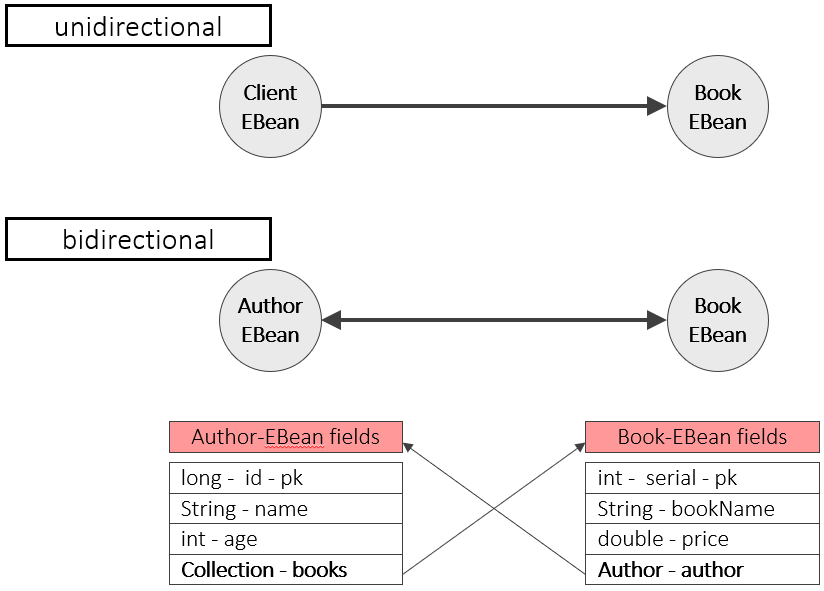 unidirectional
Client
EBean
Book
EBean
bidirectional
Author
EBean
Book
EBean
Author-EBean fields
long - id - pk
String - name
int - age
Collection - books
Book-EBean fields
int - serial - pk
String - bookName
double - price
Author - author